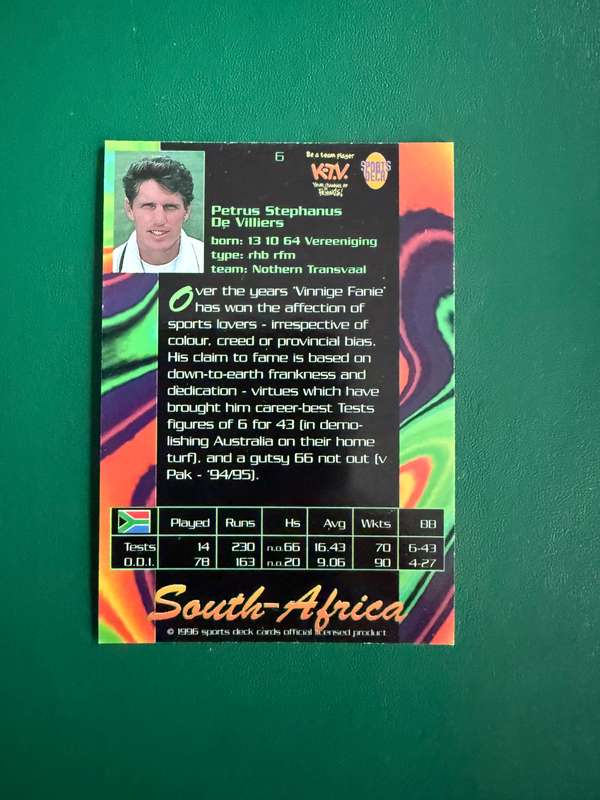 6
Be a team player
K-T.V.
YOUR CHANNEL OF
FRIENDS!
SPORTS
DECK
Petrus Stephanus
De Villiers
born: 13 10 64 Vereeniging
type: rhb rfm
team: Nothern Transvaal
Over the years 'Vinnige Fanie'
has won the affection of
sports lovers - irrespective of
colour, creed or provincial bias.
His claim to fame is based on
down-to-earth frankness and
dedication - virtues which have
brought him career-best Tests
figures of 6 for 43 (in demo-
lishing Australia on their home
turf), and a gutsy 66 not out (v
Pak - '94/95).
Played Runs Hs Avg Wkts BB
Tests 14 230 n.o.66 16.43 70 6-43
O.D.I. 78 163 n.o.20 9.06 90 4-27
South-Africa
© 1996 sports deck cards official licensed product